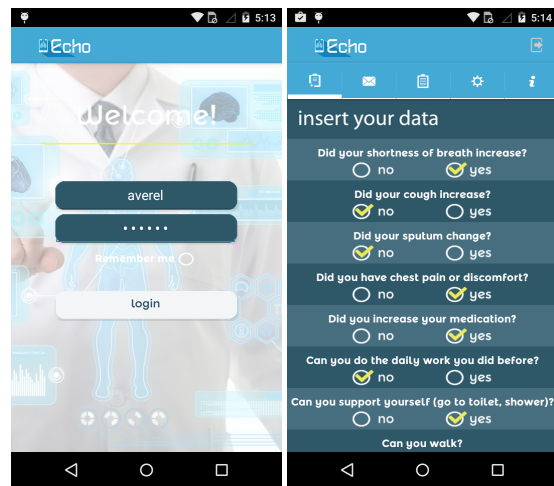 5:13
Echo
Welcome!
averel
Remember me
login
5:14
Echo
insert your data
Did your shortness of breath increase?
no yes
Did your cough increase?
no yes
Did your sputum change?
no yes
Did you have chest pain or discomfort?
no yes
Did you increase your medication?
no yes
Can you do the daily work you did before?
no yes
Can you support yourself (go to toilet, shower)?
no yes
Can you walk?